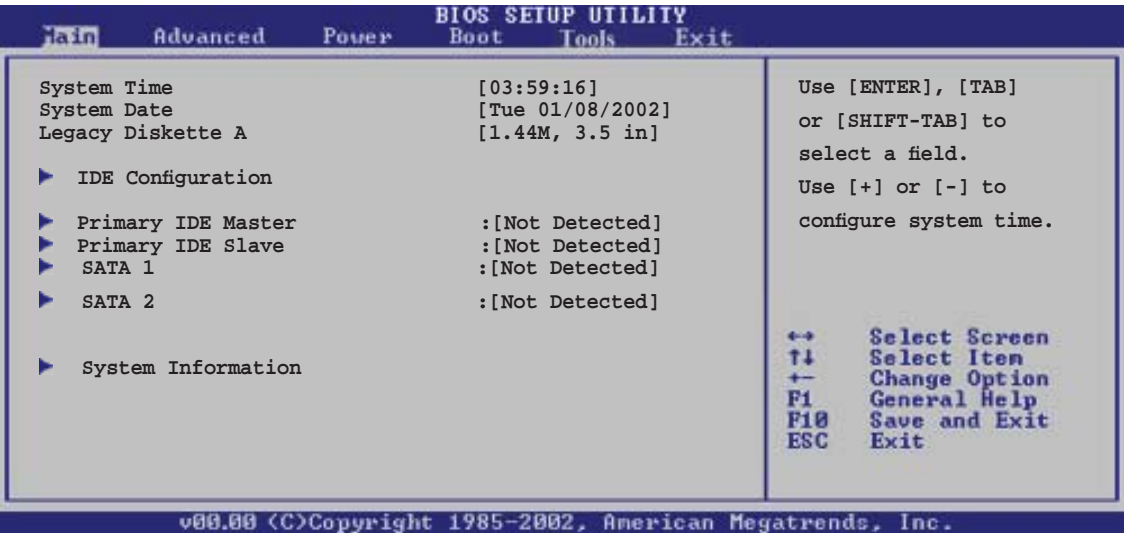 BIOS SETUP UTILITY
Main Advanced Power Boot Tools Exit
System Time [03:59:16]
System Date [Tue 01/08/2002]
Legacy Diskette A [1.44M, 3.5 in]
IDE Configuration
Primary IDE Master :[Not Detected]
Primary IDE Slave :[Not Detected]
SATA 1 :[Not Detected]
SATA 2 :[Not Detected]
System Information
Use [ENTER], [TAB]
or [SHIFT-TAB] to
select a field.
Use [+] or [-] to
configure system time.
←→ Select Screen
↑↓ Select Item
+- Change Option
F1 General Help
F10 Save and Exit
ESC Exit
v00.00 (C)Copyright 1985-2002, American Megatrends, Inc.